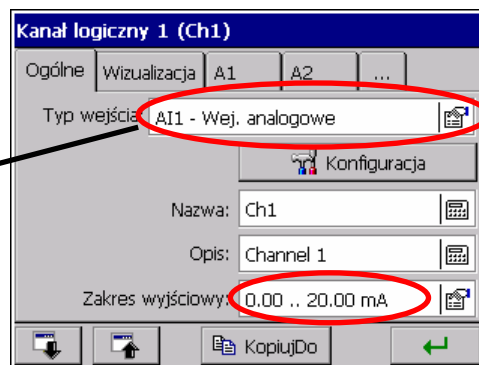 Kanał logiczny 1 (Ch1)
Ogólne Wizualizacja A1 A2 ...
Typ wejścia: AI1 - Wej. analogowe
Konfiguracja
Nazwa: Ch1
Opis: Channel 1
Zakres wyjściowy: 0.00 .. 20.00 mA
KopiujDo